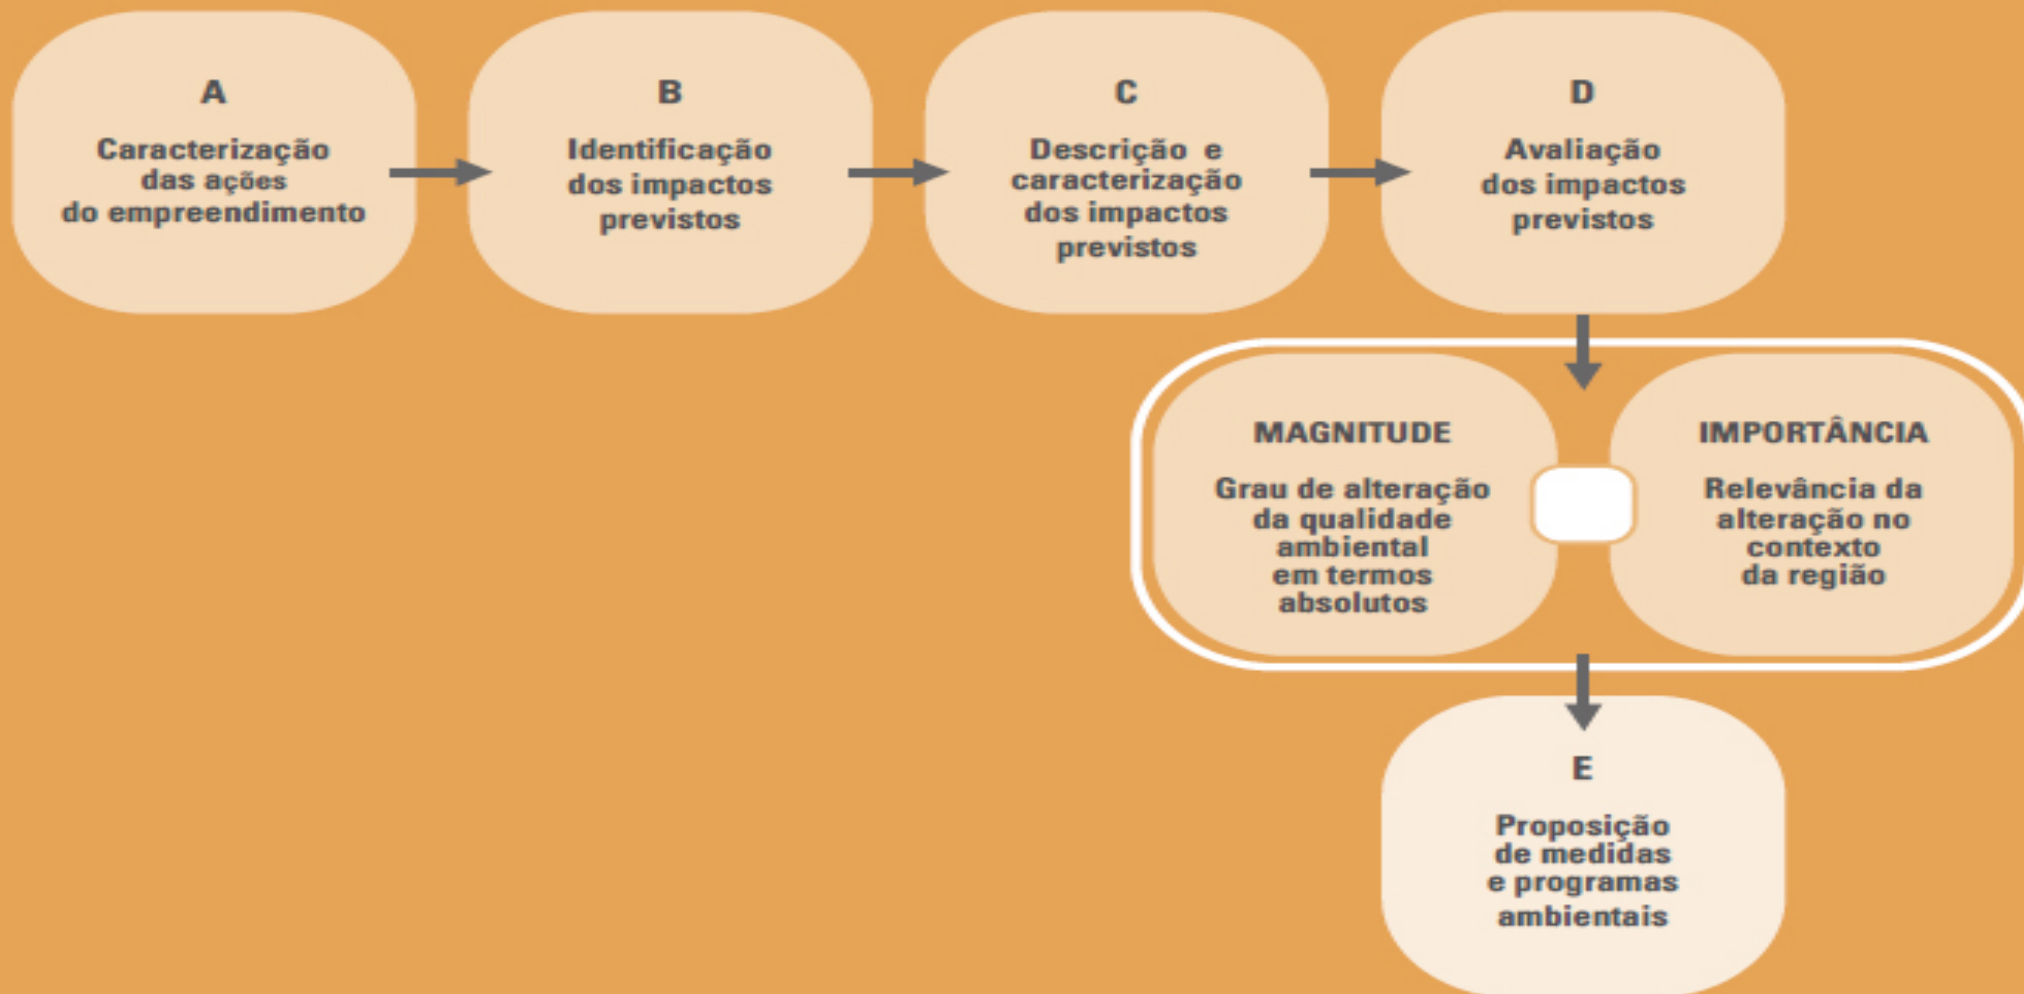 A
Caracterização
das ações
do empreendimento
B
Identificação
dos impactos
previstos
C
Descrição e
caracterização
dos impactos
previstos
D
Avaliação
dos impactos
previstos
MAGNITUDE
Grau de alteração
da qualidade
ambiental
em termos
absolutos
IMPORTÂNCIA
Relevância da
alteração no
contexto
da região
E
Proposição
de medidas
e programas
ambientais